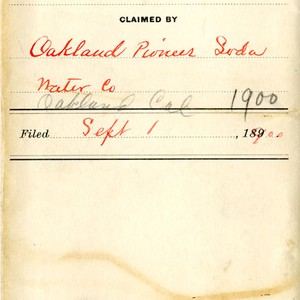 CLAIMED BY
Oakland Pioneer Soda
Water Co
Oakland Cal 1900
Filed Sept 1, 1900